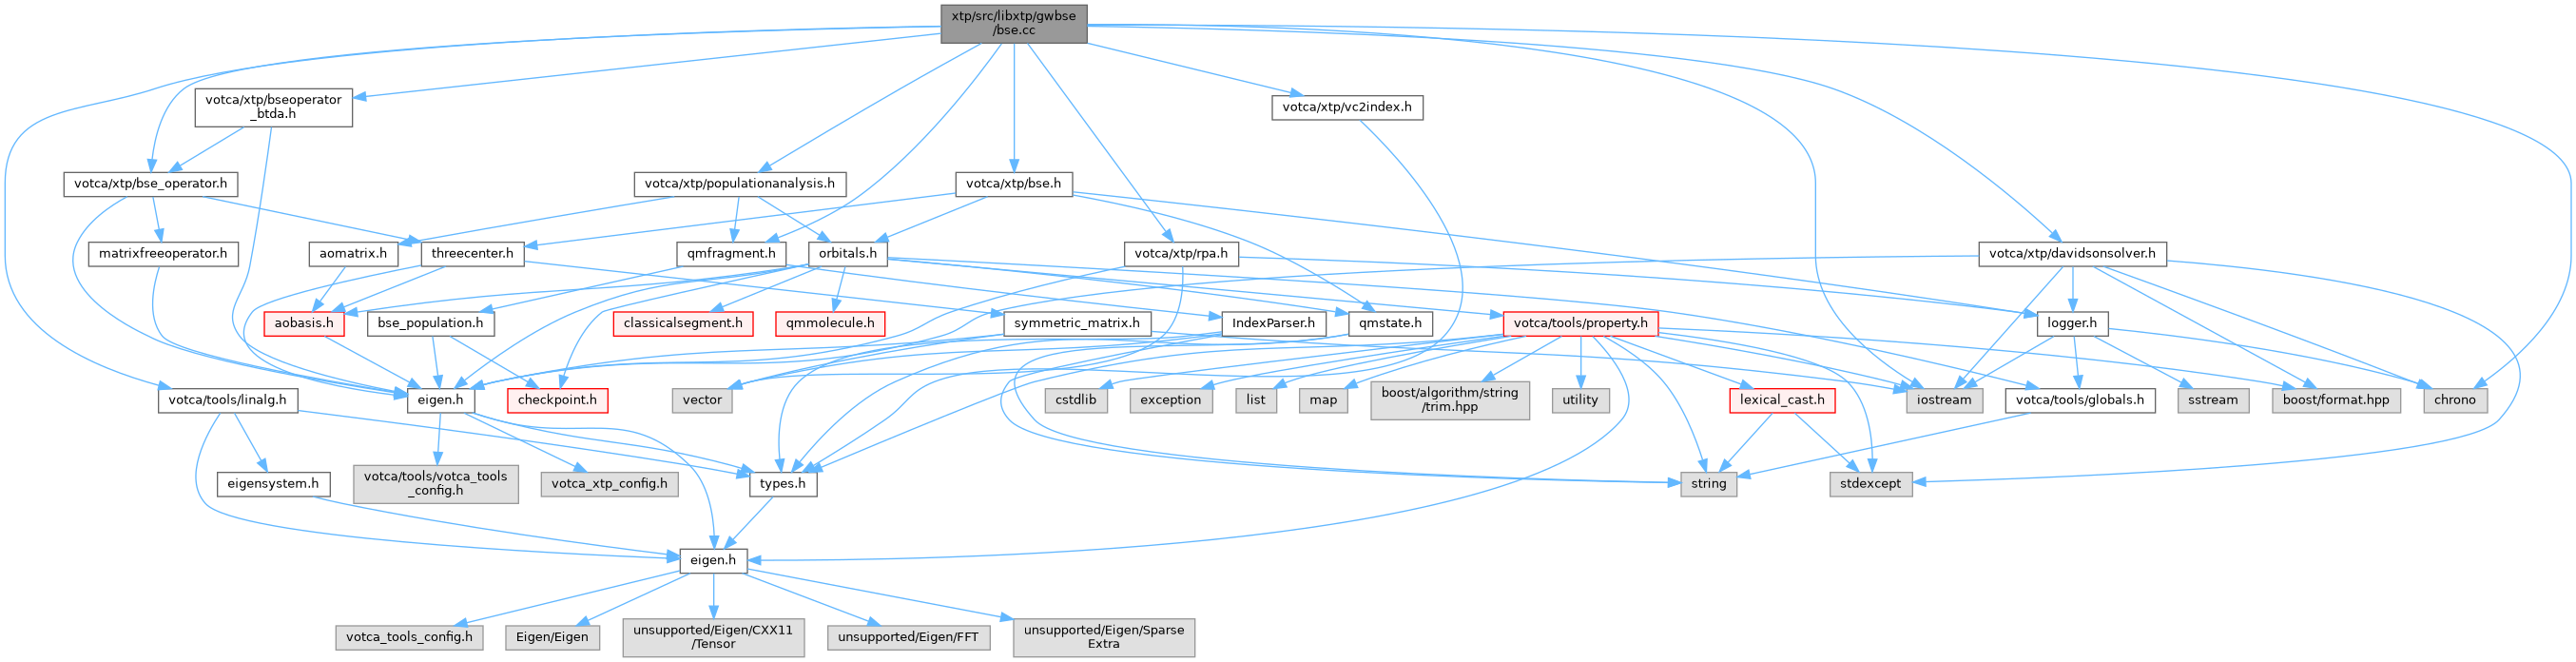 xtp/src/libxtp/gwbse
/bse.cc
votca/xtp/bseoperator
_btda.h
votca/xtp/vc2index.h
votca/xtp/bse_operator.h
votca/xtp/populationanalysis.h
votca/xtp/bse.h
matrixfreeoperator.h
aomatrix.h
threecenter.h
qmfragment.h
orbitals.h
votca/xtp/rpa.h
votca/xtp/davidsonsolver.h
aobasis.h
bse_population.h
classicalsegment.h
qmmolecule.h
symmetric_matrix.h
IndexParser.h
qmstate.h
votca/tools/property.h
logger.h
votca/tools/linalg.h
eigen.h
checkpoint.h
vector
cstdlib
exception
list
map
boost/algorithm/string
/trim.hpp
utility
lexical_cast.h
iostream
votca/tools/globals.h
sstream
boost/format.hpp
chrono
eigensystem.h
votca/tools/votca_tools
_config.h
votca_xtp_config.h
types.h
string
stdexcept
eigen.h
votca_tools_config.h
Eigen/Eigen
unsupported/Eigen/CXX11
/Tensor
unsupported/Eigen/FFT
unsupported/Eigen/Sparse
Extra